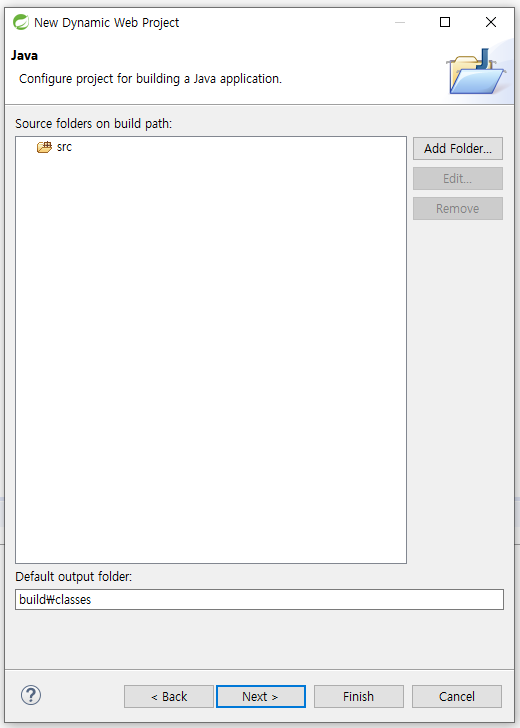 New Dynamic Web Project
Java
Configure project for building a Java application.
Source folders on build path:
src
Add Folder...
Edit...
Remove
Default output folder:
build₩classes
?
< Back
Next >
Finish
Cancel